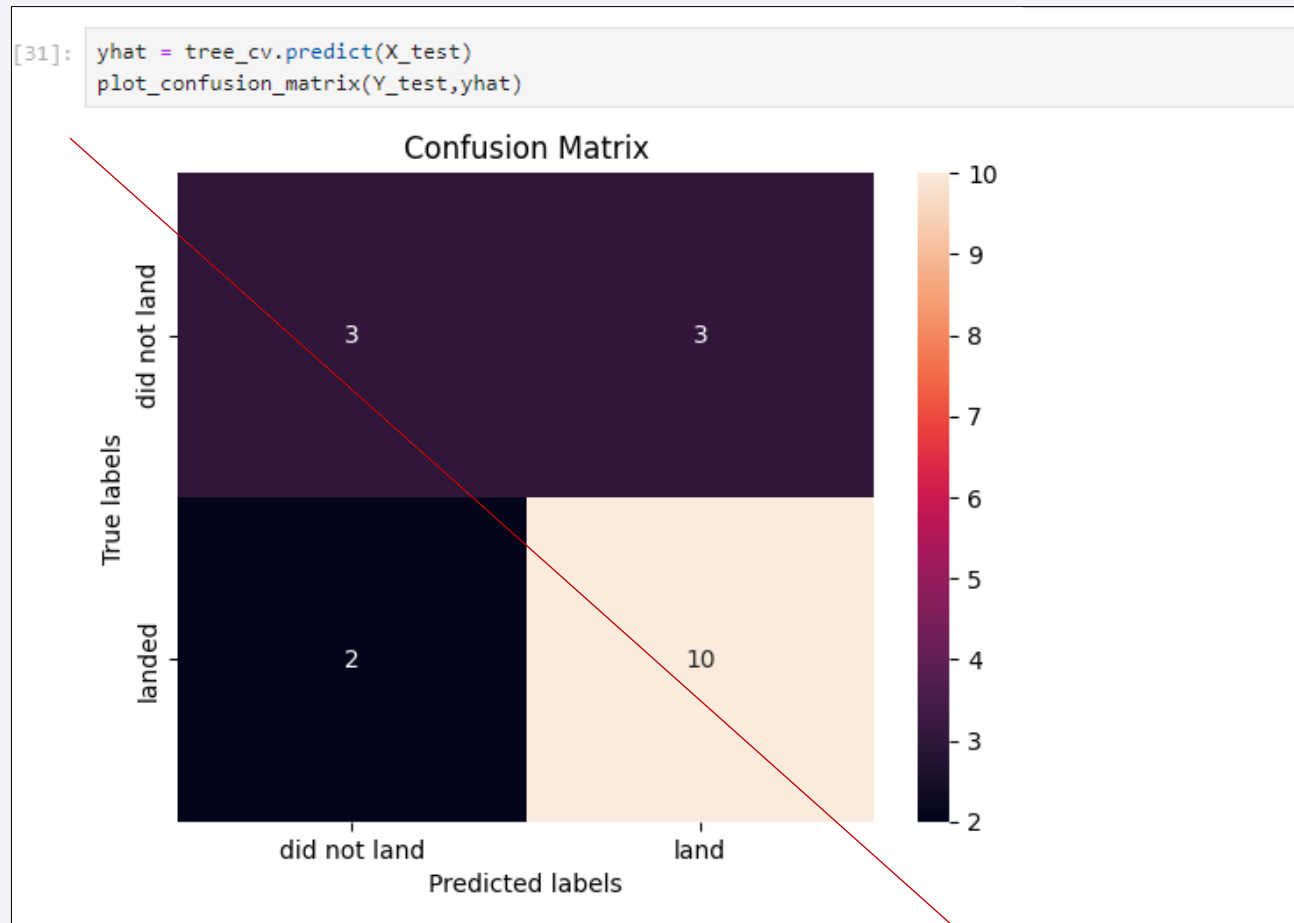 [31]:
yhat = tree_cv.predict(X_test)
plot_confusion_matrix(Y_test,yhat)
Confusion Matrix
True labels
did not land
landed
3
3
2
10
did not land
land
Predicted labels
10
9
8
7
6
5
4
3
2